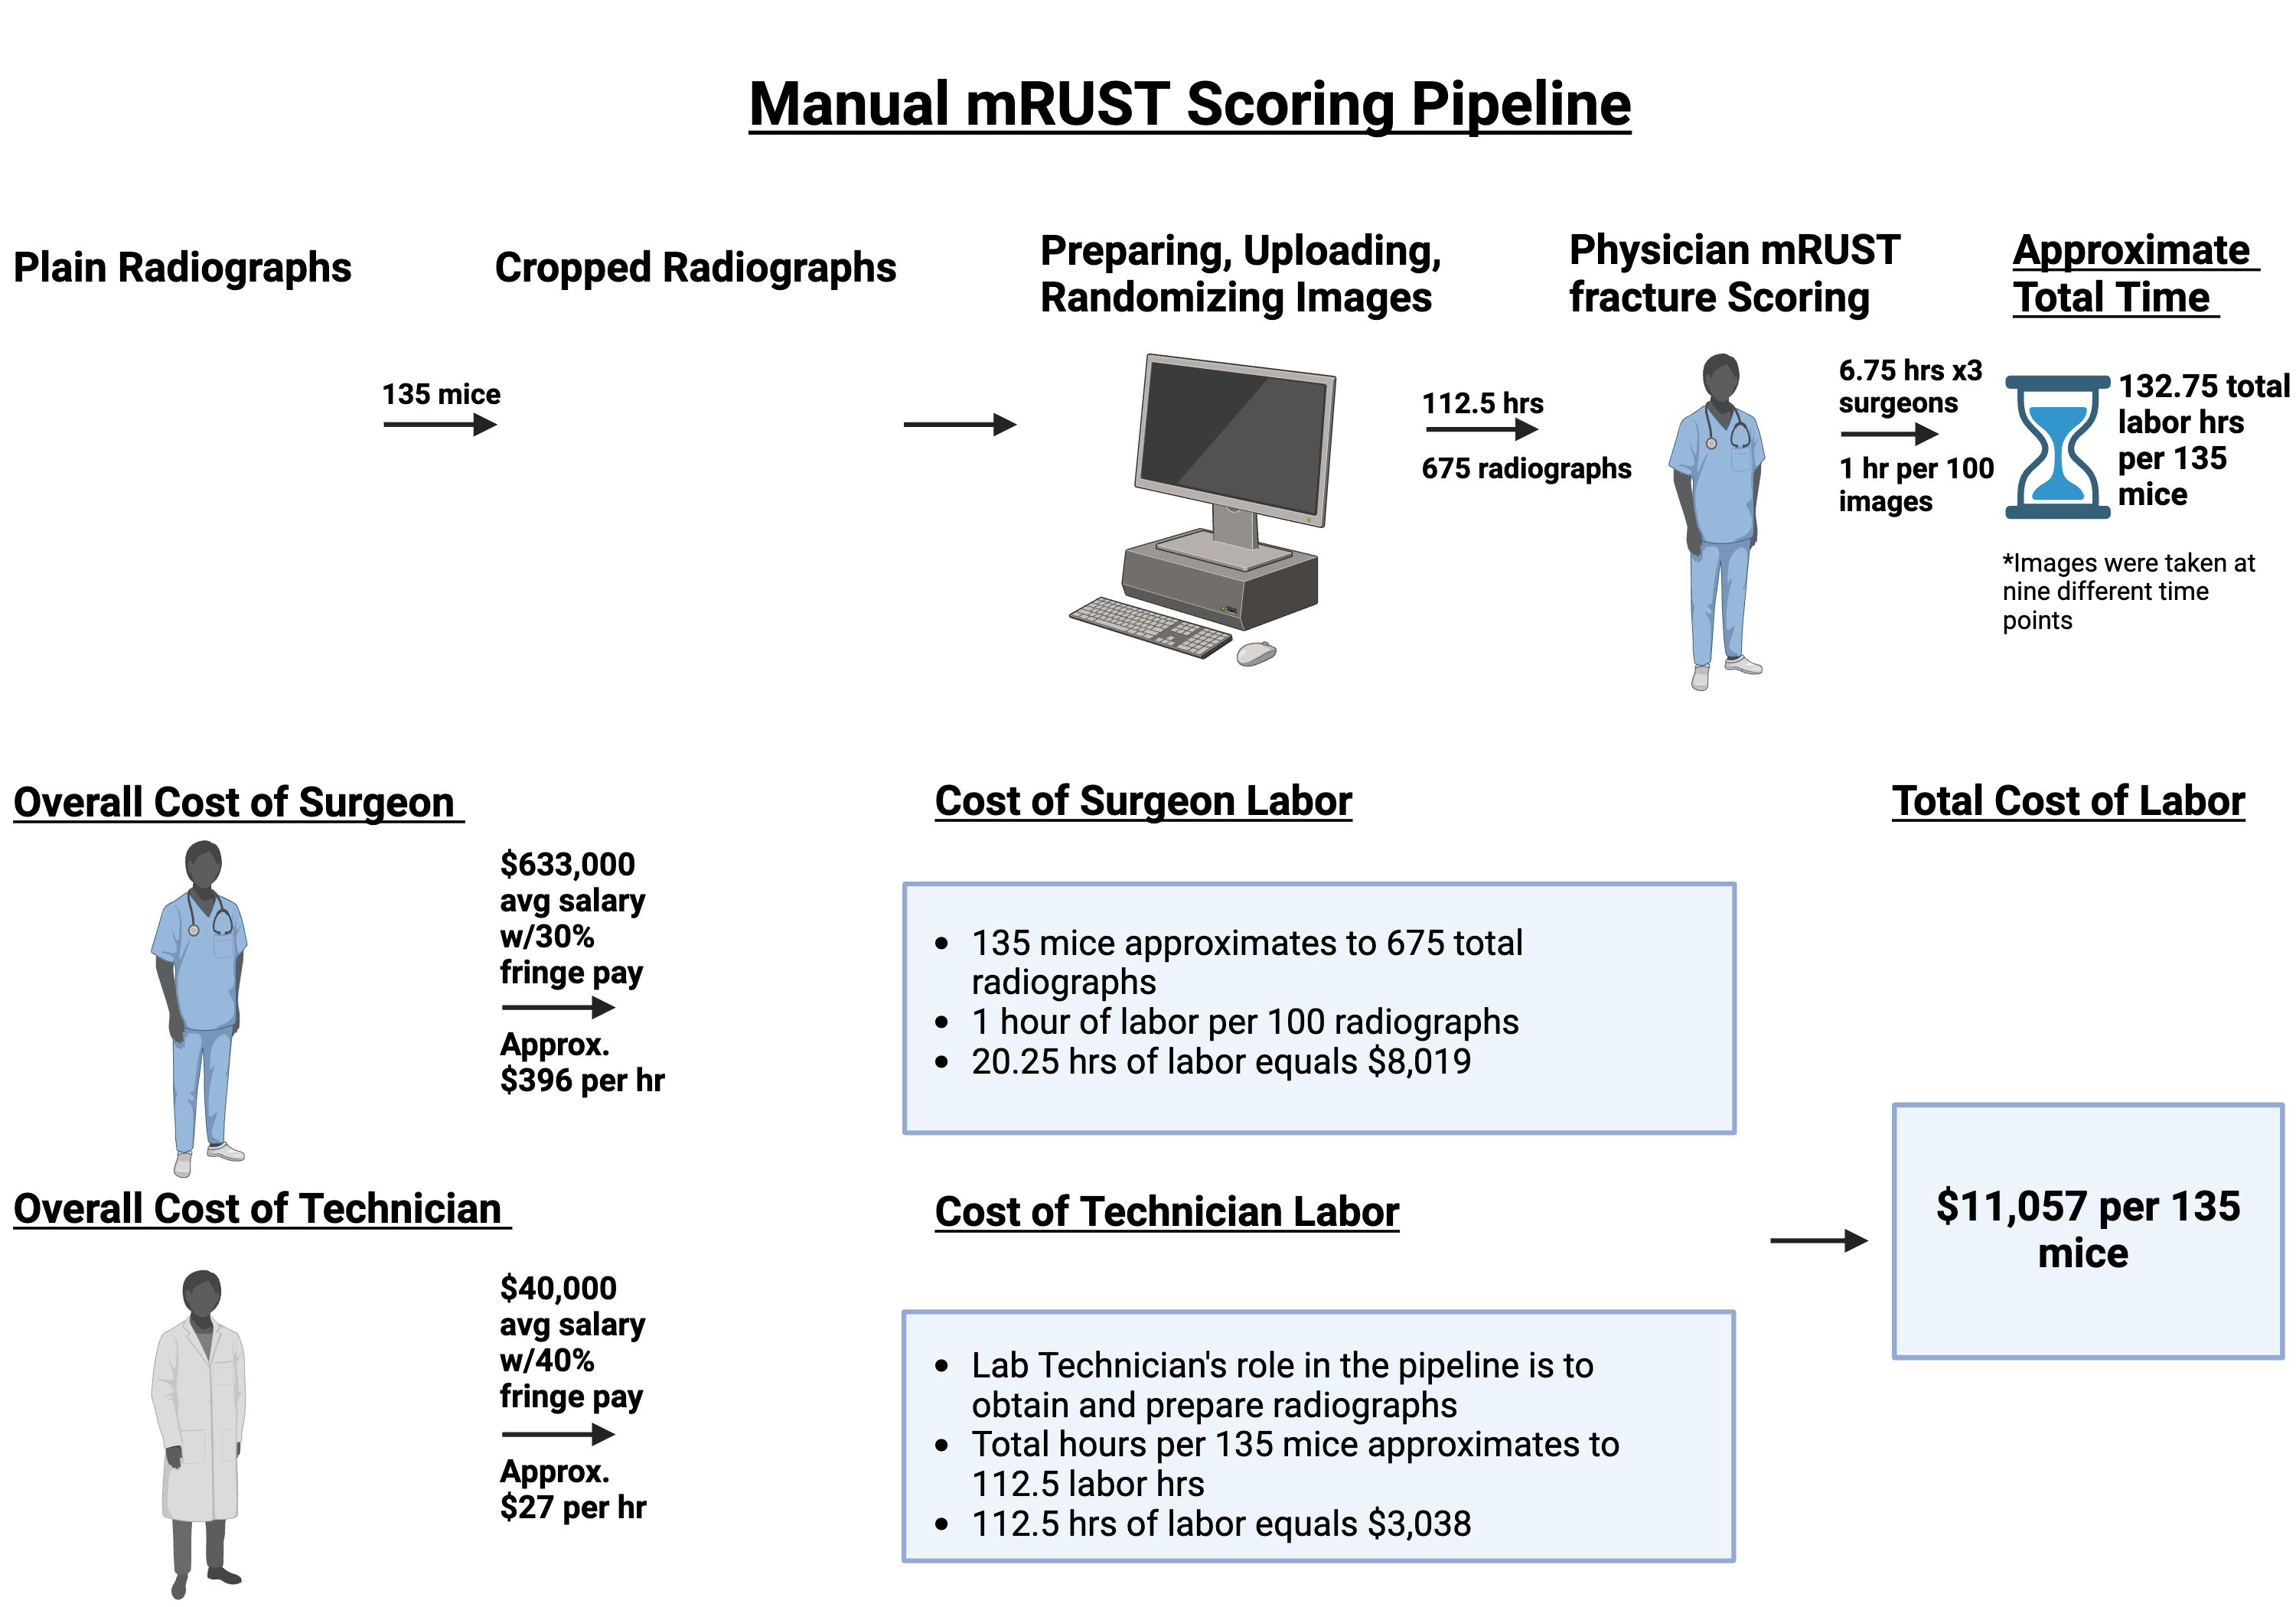 Manual mRUST Scoring Pipeline
Plain Radiographs
Cropped Radiographs
Preparing, Uploading,
Randomizing Images
Physician mRUST
fracture Scoring
Approximate
Total Time
135 mice
112.5 hrs
675 radiographs
6.75 hrs x3
surgeons
1 hr per 100
images
132.75 total
labor hrs
per 135
mice
*Images were taken at
nine different time
points
Overall Cost of Surgeon
$633,000
avg salary
w/30%
fringe pay
Approx.
$396 per hr
Cost of Surgeon Labor
• 135 mice approximates to 675 total
radiographs
• 1 hour of labor per 100 radiographs
• 20.25 hrs of labor equals $8,019
Overall Cost of Technician
$40,000
avg salary
w/40%
fringe pay
Approx.
$27 per hr
Cost of Technician Labor
• Lab Technician's role in the pipeline is to
obtain and prepare radiographs
• Total hours per 135 mice approximates to
112.5 labor hrs
• 112.5 hrs of labor equals $3,038
Total Cost of Labor
$11,057 per 135
mice